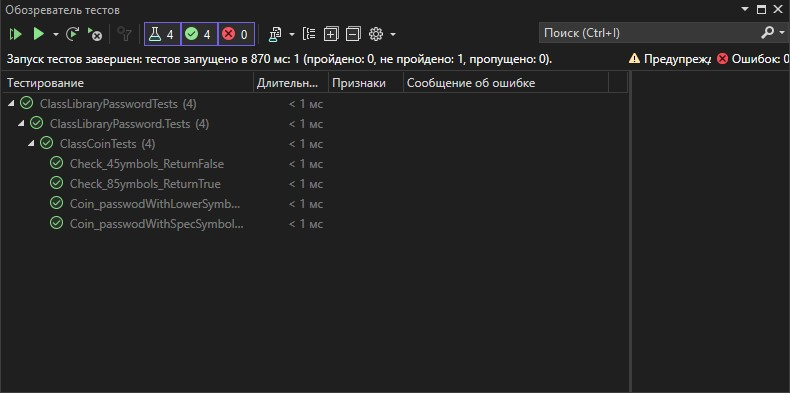 Обозреватель тестов
4 4 0 Поиск (Ctrl+I)
Запуск тестов завершен: тестов запущено в 870 мс: 1 (пройдено: 0, не пройдено: 1, пропущено: 0). Предупрежд Ошибок: 0
Тестирование Длительн... Признаки Сообщение об ошибке
ClassLibraryPasswordTests (4) < 1 мс
ClassLibraryPassword.Tests (4) < 1 мс
ClassCoinTests (4) < 1 мс
Check_45ymbols_ReturnFalse < 1 мс
Check_85ymbols_ReturnTrue < 1 мс
Coin_passwodWithLowerSymb... < 1 мс
Coin_passwodWithSpecSymbol... < 1 мс